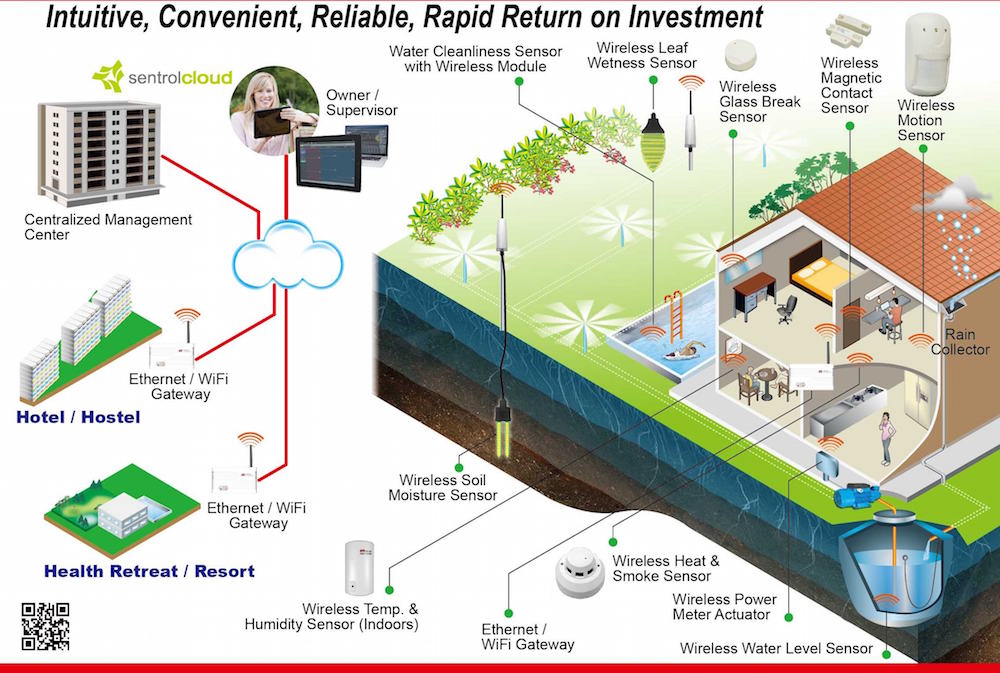 Intuitive, Convenient, Reliable, Rapid Return on Investment
sentrolcloud
Owner /
Supervisor
Centralized Management
Center
Water Cleanliness Sensor
with Wireless Module
Wireless Leaf
Wetness Sensor
Wireless
Glass Break
Sensor
Wireless
Magnetic
Contact
Sensor
Wireless
Motion
Sensor
Rain
Collector
Ethernet / WiFi
Gateway
Hotel / Hostel
Ethernet / WiFi
Gateway
Health Retreat / Resort
Wireless Soil
Moisture Sensor
Wireless Temp. &
Humidity Sensor (Indoors)
Ethernet /
WiFi Gateway
Wireless Heat &
Smoke Sensor
Wireless Power
Meter Actuator
Wireless Water Level Sensor